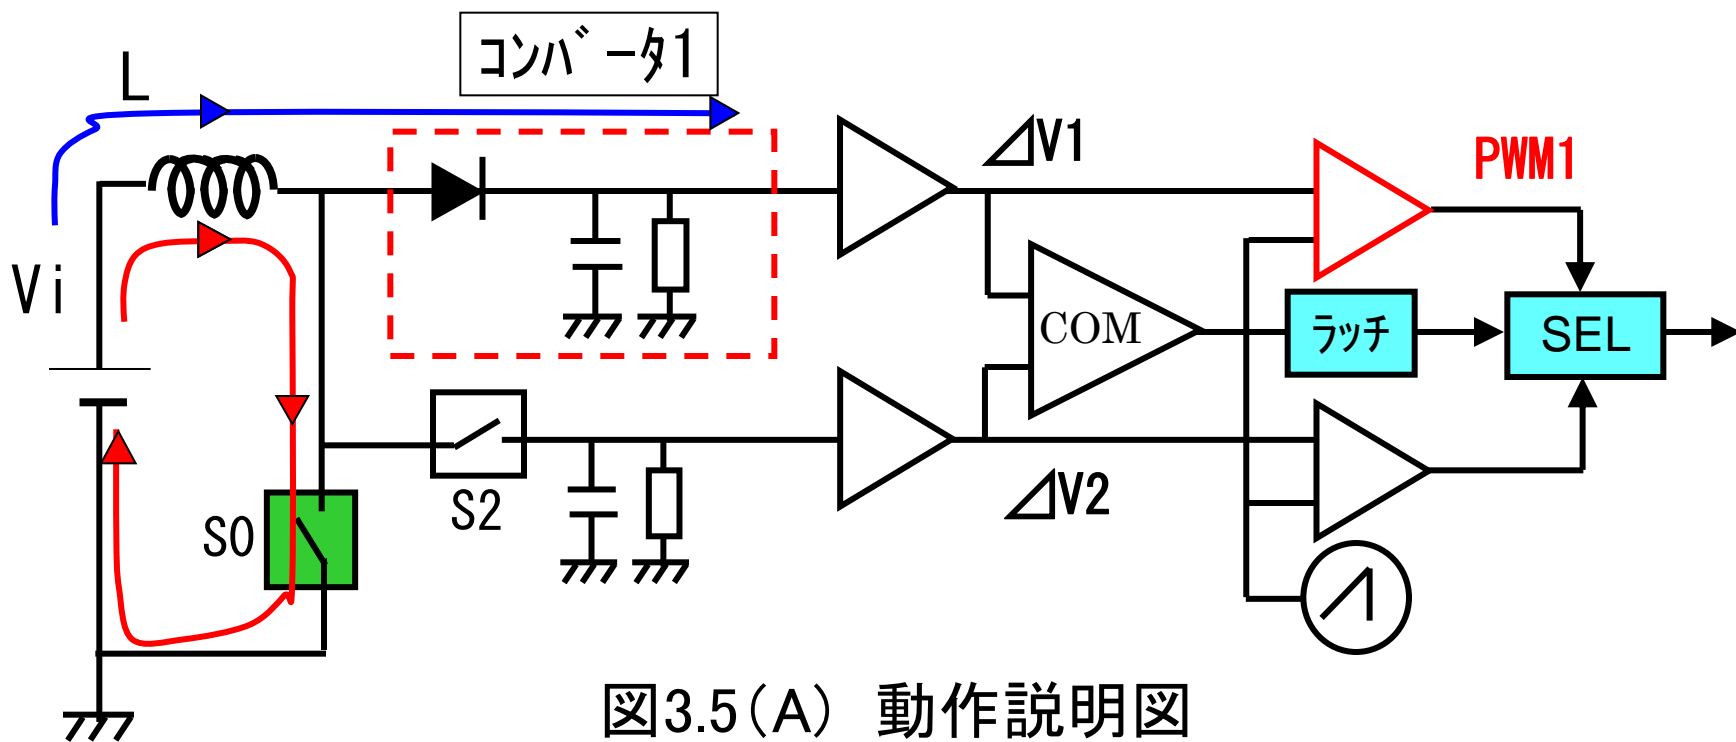 コンバータ1
L
⊿V1
PWM1
Vi
COM
ラッチ
SEL
S0
S2
⊿V2
図3.5(A) 動作説明図